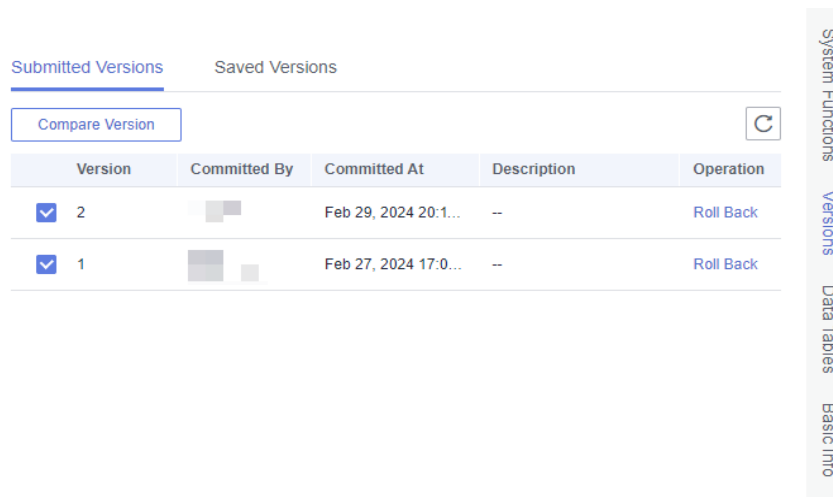 Submitted Versions Saved Versions
Compare Version
Version Committed By Committed At Description Operation
2 Feb 29, 2024 20:1... -- Roll Back
1 Feb 27, 2024 17:0... -- Roll Back
System Functions
Versions
Data Tables
Basic Info